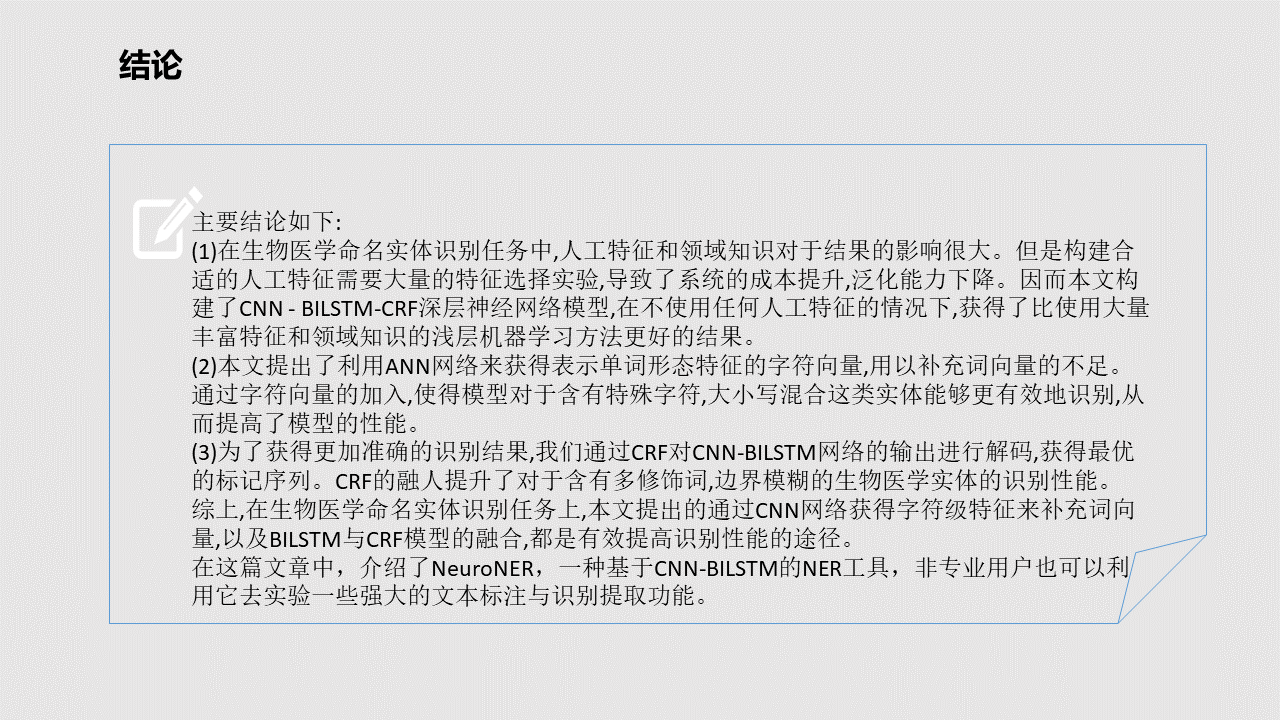 结论
主要结论如下:
(1)在生物医学命名实体识别任务中,人工特征和领域知识对于结果的影响很大。但是构建合
适的人工特征需要大量的特征选择实验,导致了系统的成本提升,泛化能力下降。因而本文构
建了CNN - BILSTM-CRF深层神经网络模型,在不使用任何人工特征的情况下,获得了比使用大量
丰富特征和领域知识的浅层机器学习方法更好的结果。
(2)本文提出了利用ANN网络来获得表示单词形态特征的字符向量,用以补充词向量的不足。
通过字符向量的加入,使得模型对于含有特殊字符,大小写混合这类实体能够更有效地识别,从
而提高了模型的性能。
(3)为了获得更加准确的识别结果,我们通过CRF对CNN-BILSTM网络的输出进行解码,获得最优
的标记序列。CRF的融人提升了对于含有多修饰词,边界模糊的生物医学实体的识别性能。
综上,在生物医学命名实体识别任务上,本文提出的通过CNN网络获得字符级特征来补充词向
量,以及BILSTM与CRF模型的融合,都是有效提高识别性能的途径。
在这篇文章中，介绍了NeuroNER，一种基于CNN-BILSTM的NER工具，非专业用户也可以利
用它去实验一些强大的文本标注与识别提取功能。